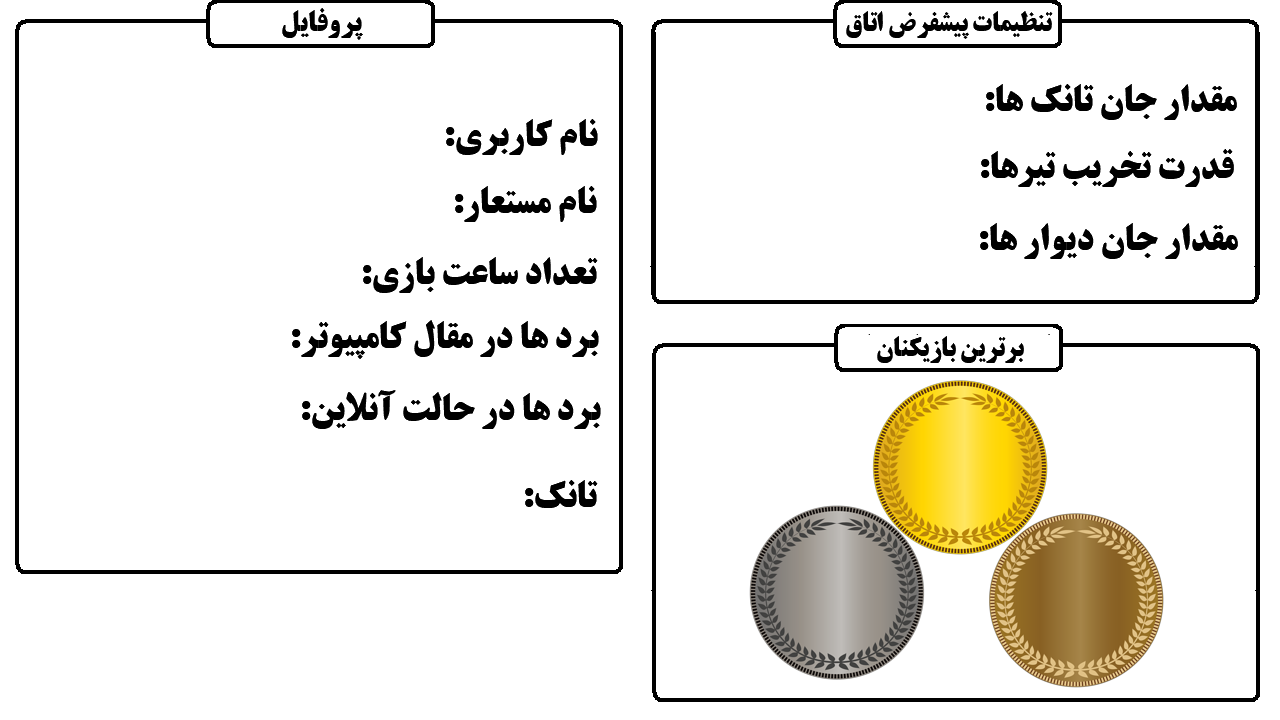 تنظیمات پیشفرض اتاق
مقدار جان تانک ها:
قدرت تخریب تیرها:
مقدار جان دیوار ها:
برترین بازیکنان
پروفایل
نام کاربری:
نام مستعار:
تعداد ساعت بازی:
برد ها در مقال کامپیوتر:
برد ها در حالت آنلاین:
تانک: